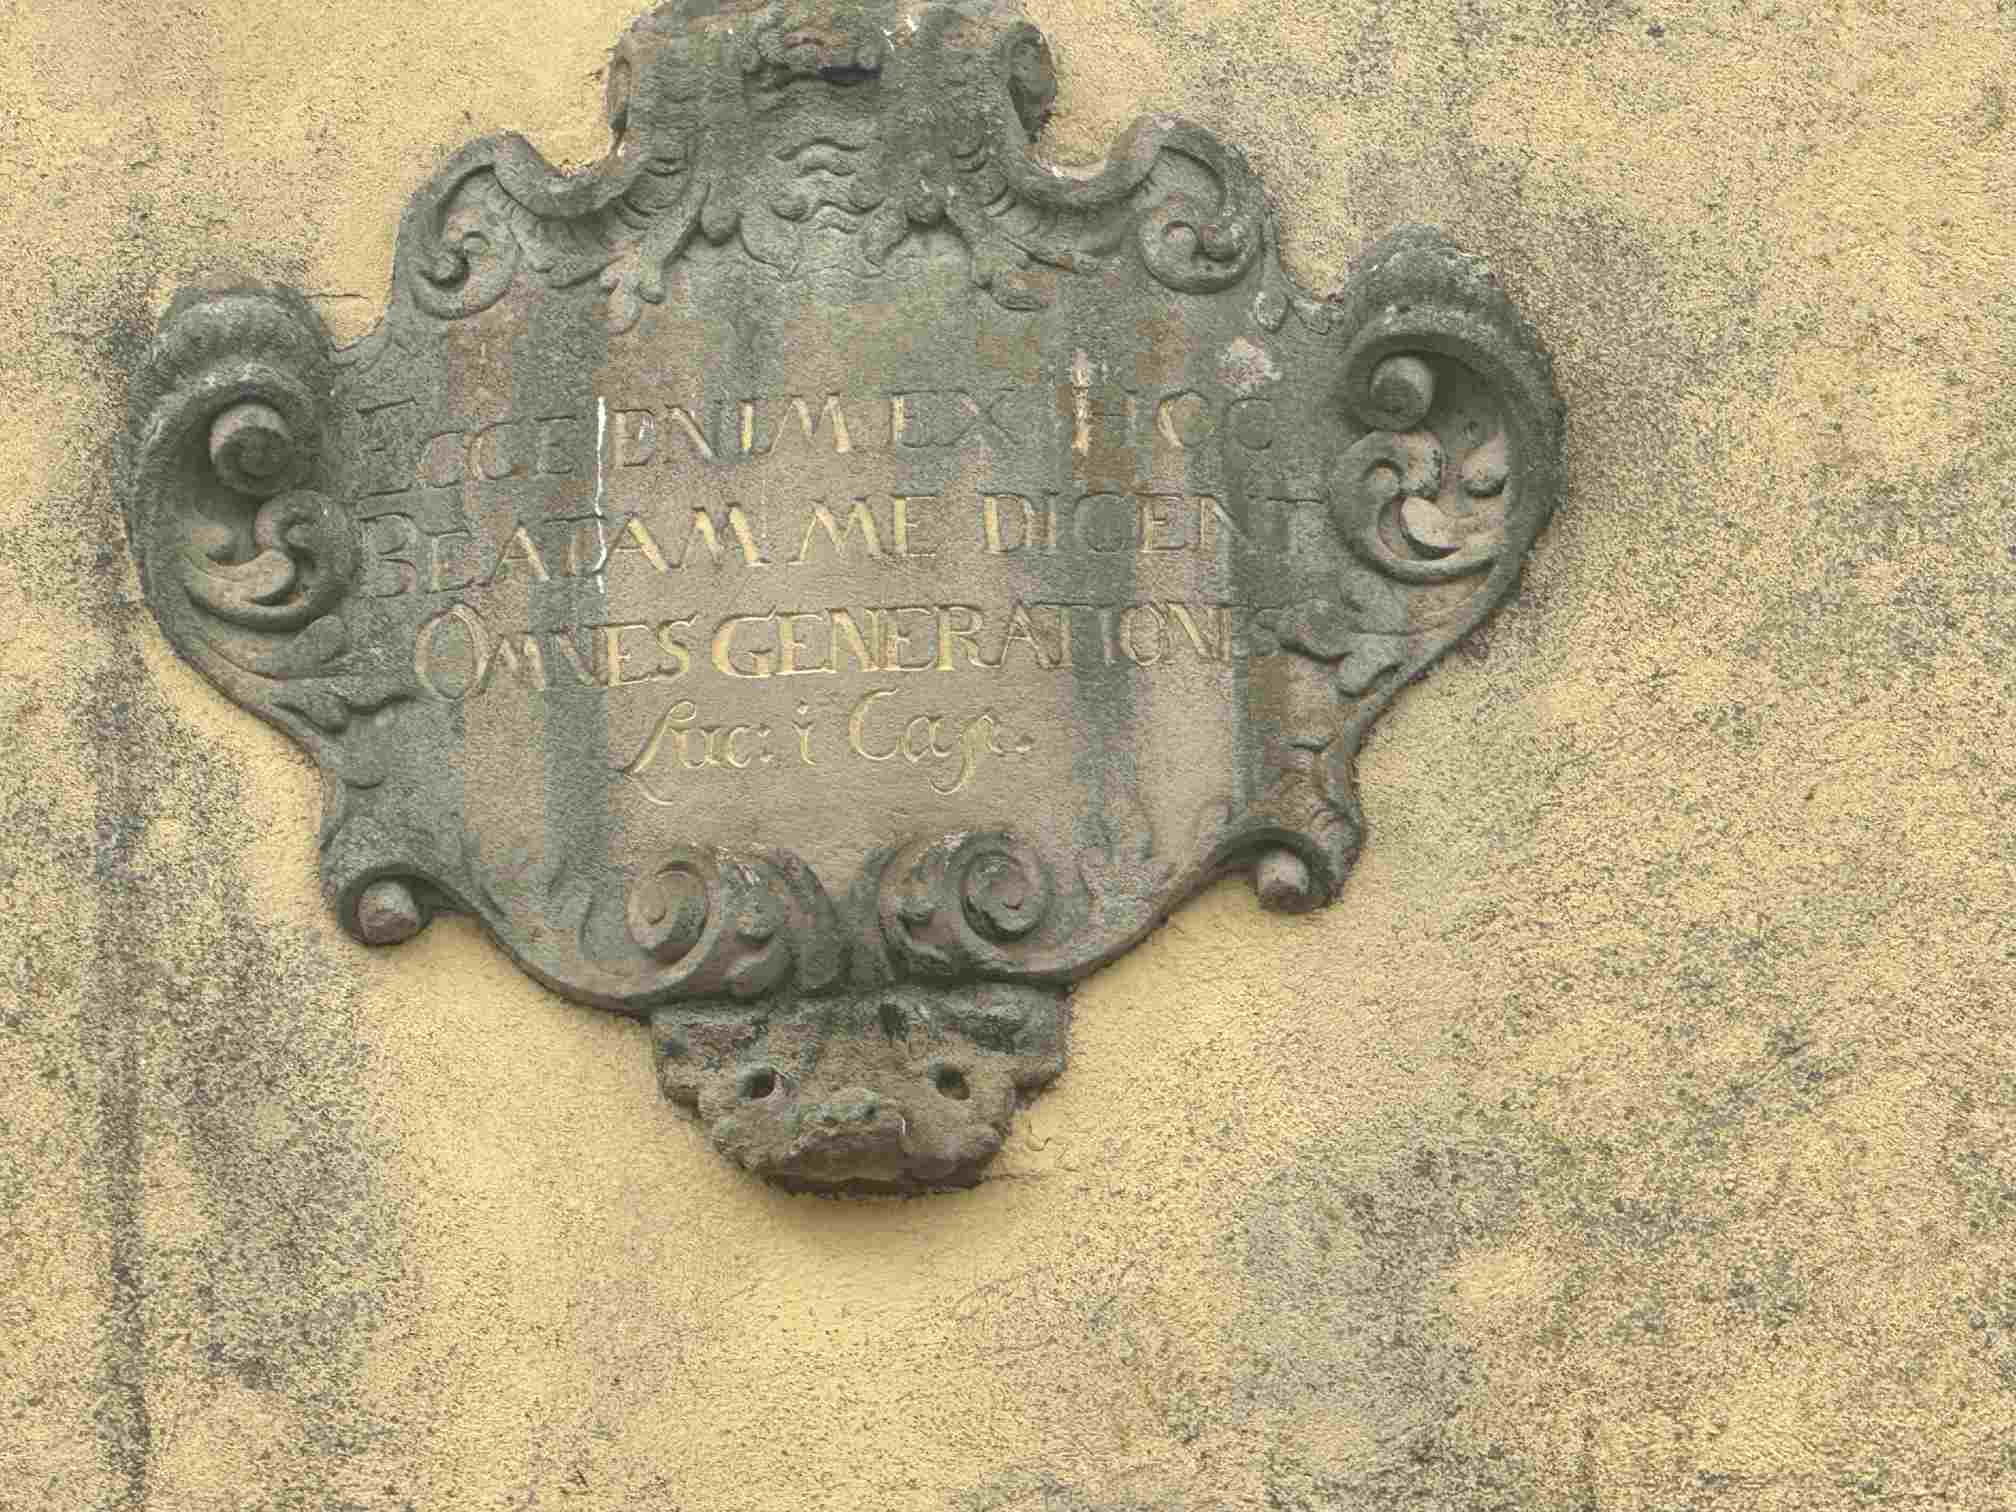 ECCE ENIM EX HOC
BEATAM ME DICENT
OMNES GENERATIONES
Luc: i Cap.